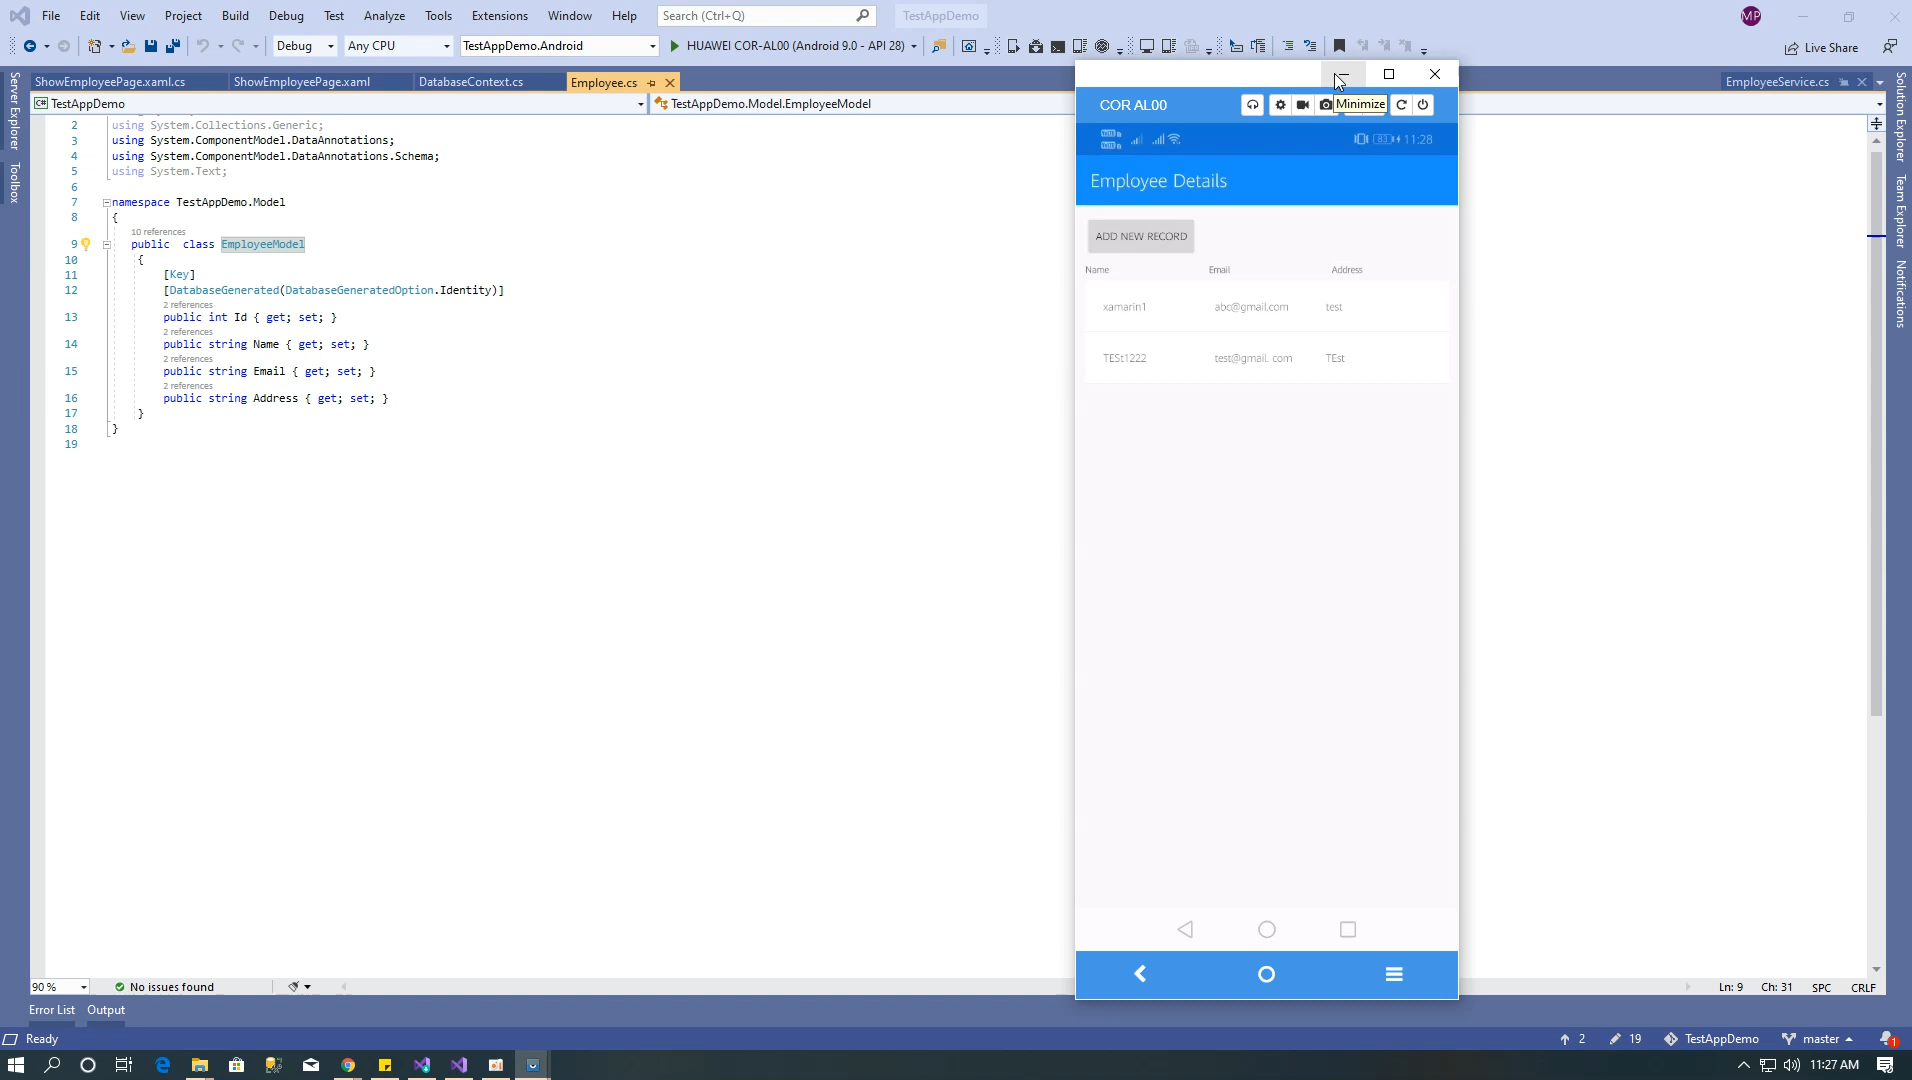 File Edit View Project Build Debug Test Analyze Tools Extensions Window Help Search (Ctrl+Q) TestAppDemo MP
Debug Any CPU TestAppDemo.Android HUAWEI COR-AL00 (Android 9.0 - API 28) Live Share
ShowEmployeePage.xaml.cs ShowEmployeePage.xaml DatabaseContext.cs Employee.cs EmployeeService.cs
C# TestAppDemo TestAppDemo.Model.EmployeeModel
Server Explorer
Toolbox
2 using System.Collections.Generic;
3 using System.ComponentModel.DataAnnotations;
4 using System.ComponentModel.DataAnnotations.Schema;
5 using System.Text;
6
7 namespace TestAppDemo.Model
8 {
10 references
9 public class EmployeeModel
10 {
11 [Key]
12 [DatabaseGenerated(DatabaseGeneratedOption.Identity)]
2 references
13 public int Id { get; set; }
2 references
14 public string Name { get; set; }
2 references
15 public string Email { get; set; }
2 references
16 public string Address { get; set; }
17 }
18 }
19
COR AL00
Minimize
83 11:28
Employee Details
ADD NEW RECORD
Name Email Address
xamarin1 abc@gmail.com test
TESt1222 test@gmail. com TEst
Solution Explorer
Team Explorer
Notifications
90 % No issues found Ln: 9 Ch: 31 SPC CRLF
Error List Output
Ready 2 19 TestAppDemo master 1
11:27 AM